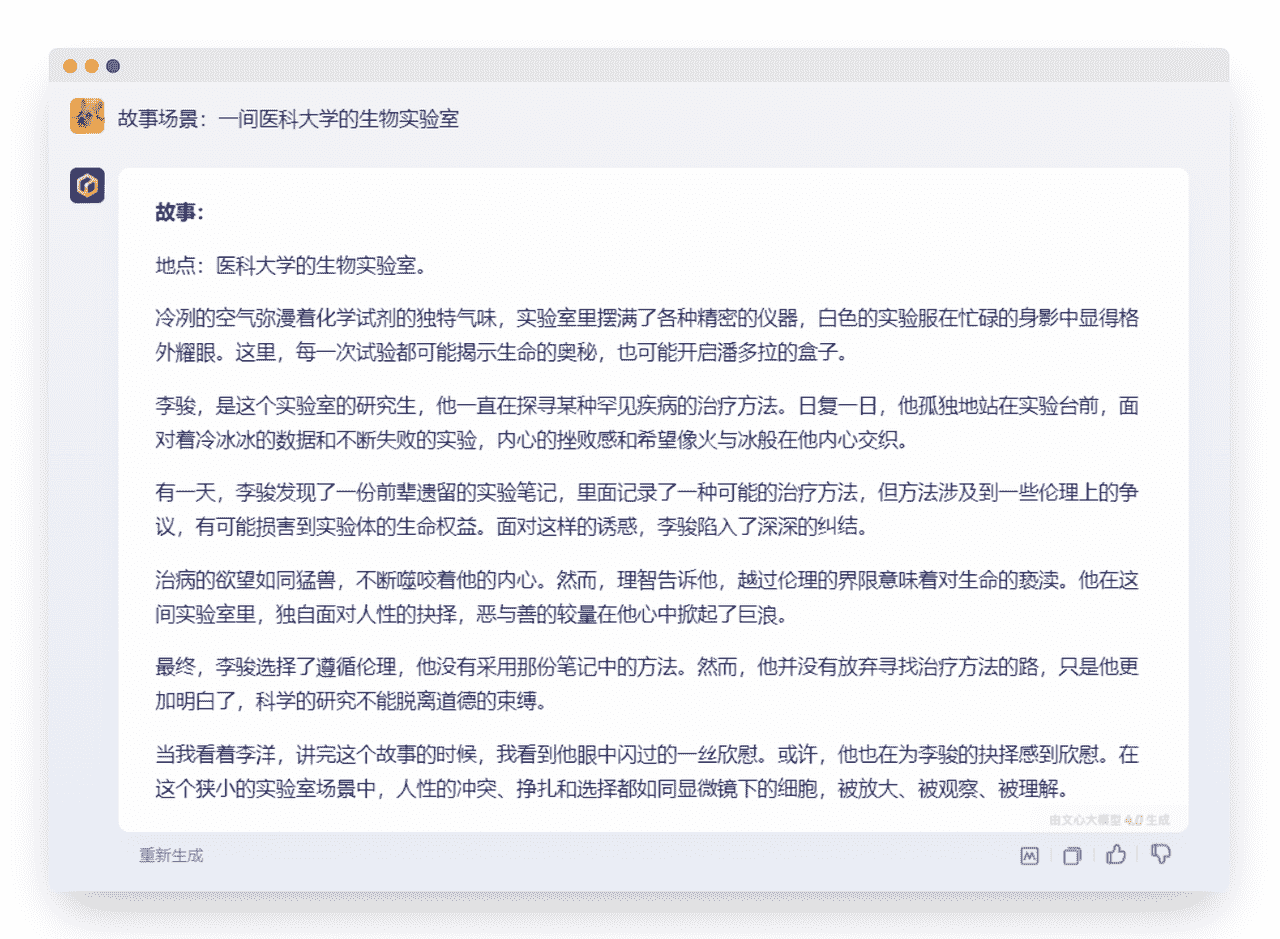 故事场景：一间医科大学的生物实验室
故事：
地点：医科大学的生物实验室。
冷冽的空气弥漫着化学试剂的独特气味，实验室里摆满了各种精密的仪器，白色的实验服在忙碌的身影中显得格
外耀眼。这里，每一次试验都可能揭示生命的奥秘，也可能开启潘多拉的盒子。
李骏，是这个实验室的研究生，他一直在探寻某种罕见疾病的治疗方法。日复一日，他孤独地站在实验台前，面
对着冷冰冰的数据和不断失败的实验，内心的挫败感和希望像火与冰般在他内心交织。
有一天，李骏发现了一份前辈遗留的实验笔记，里面记录了一种可能的治疗方法，但方法涉及到一些伦理上的争
议，有可能损害到实验体的生命权益。面对这样的诱惑，李骏陷入了深深的纠结。
治病的欲望如同猛兽，不断噬咬着他的内心。然而，理智告诉他，越过伦理的界限意味着对生命的亵渎。他在这
间实验室里，独自面对人性的抉择，恶与善的较量在他心中掀起了巨浪。
最终，李骏选择了遵循伦理，他没有采用那份笔记中的方法。然而，他并没有放弃寻找治疗方法的路，只是他更
加明白了，科学的研究不能脱离道德的束缚。
当我看着李洋，讲完这个故事的时候，我看到他眼中闪过的一丝欣慰。或许，他也在为李骏的抉择感到欣慰。在
这个狭小的实验室场景中，人性的冲突、挣扎和选择都如同显微镜下的细胞，被放大、被观察、被理解。
由文心大模型 4.0 生成
重新生成